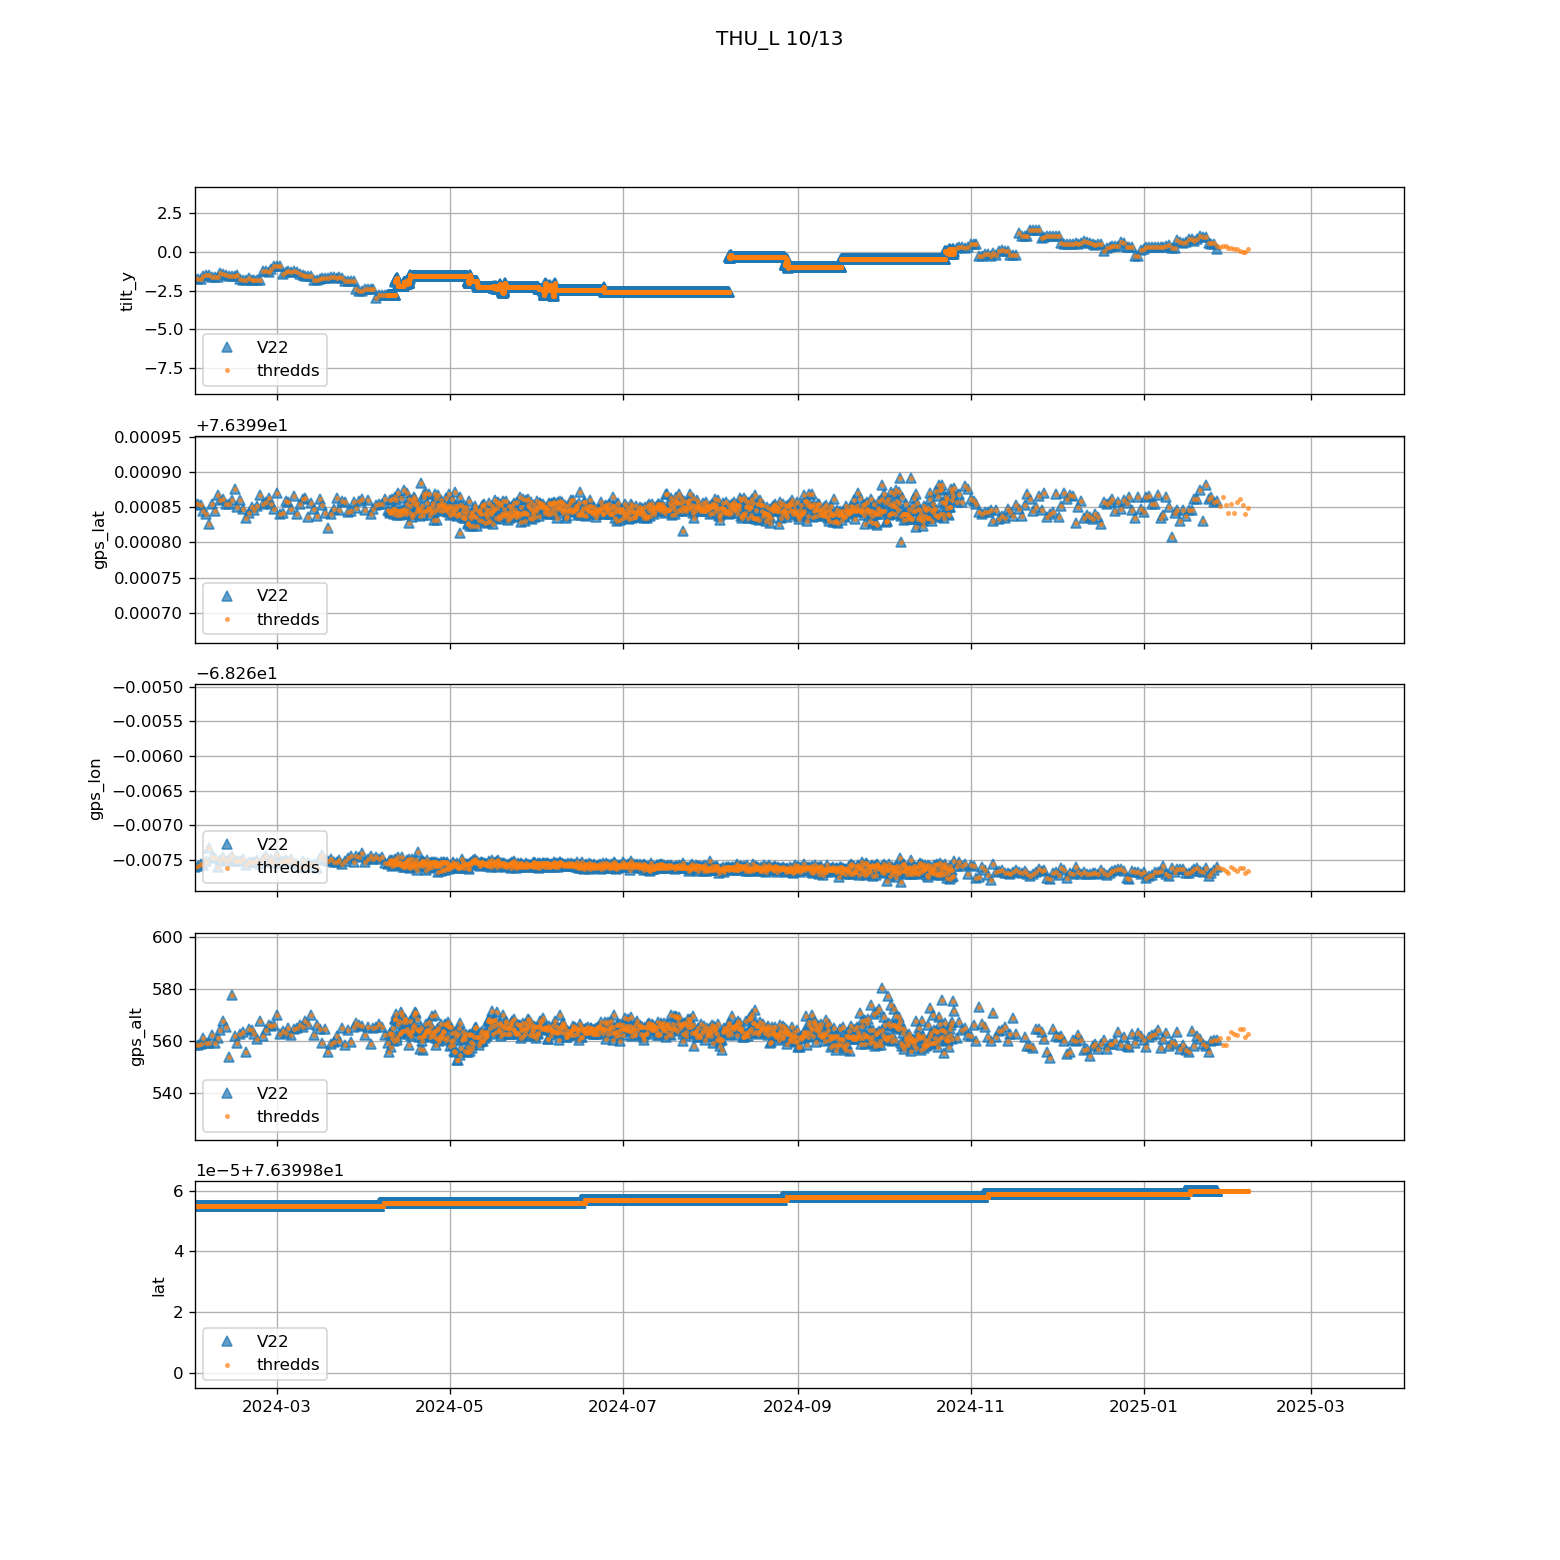 THU_L 10/13
2.5
0.0
−2.5
−5.0
−7.5
tilt_y
V22
thredds
+7.6399e1
0.00095
0.00090
0.00085
0.00080
0.00075
0.00070
gps_lat
V22
thredds
−6.826e1
−0.0050
−0.0055
−0.0060
−0.0065
−0.0070
−0.0075
gps_lon
V22
thredds
600
580
560
540
gps_alt
V22
thredds
1e−5+7.63998e1
6
4
2
0
lat
V22
thredds
2024-03 2024-05 2024-07 2024-09 2024-11 2025-01 2025-03